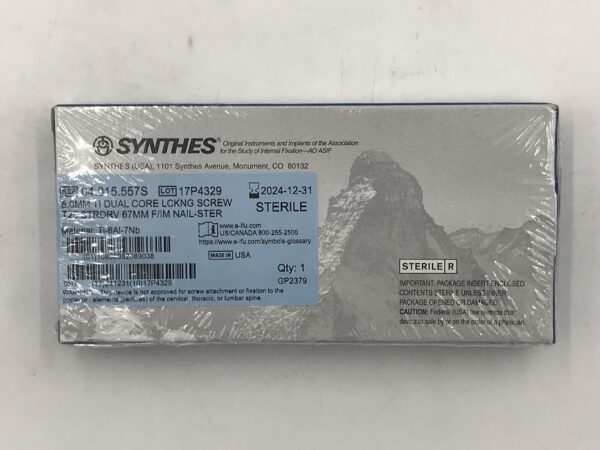 SYNTHES®
Original Instruments and Implants of the Association
for the Study of Internal Fixation—AO ASIF
SYNTHES (USA), 1101 Synthes Avenue, Monument, CO 80132
REF 04.015.557S LOT 17P4329 2024-12-31
5.0MM TI DUAL CORE LCKNG SCREW
STRDRV 67MM F/IM NAIL-STER
STERILE
Material: Ti-6Al-7Nb
www.e-ifu.com
US/CANADA 800-255-2500
https://www.e-ifu.com/symbols-glossary
MADE IN USA
Qty: 1
GP2379
WARNING: This device is not approved for screw attachment or fixation to the
posterior elements (pedicles) of the cervical, thoracic, or lumbar spine.
STERILE R
IMPORTANT: PACKAGE INSERT ENCLOSED
CONTENTS STERILE UNLESS INNER
PACKAGE OPENED OR DAMAGED.
CAUTION: Federal (USA) law restricts this
device to sale by or on the order of a physician.